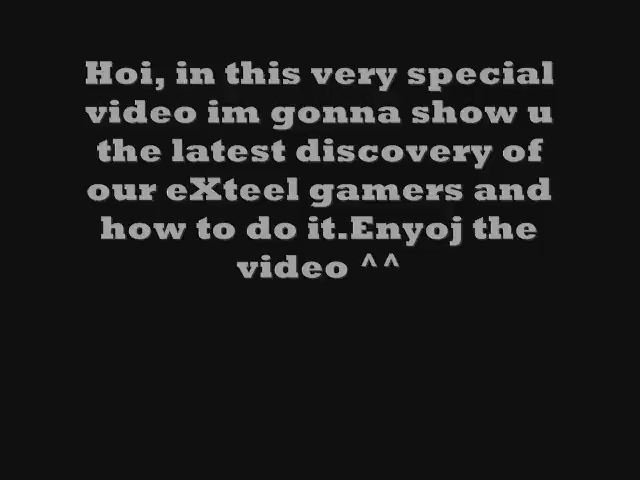 Hoi, in this very special
video im gonna show u
the latest discovery of
our eXteel gamers and
how to do it.Enyoj the
video ^^